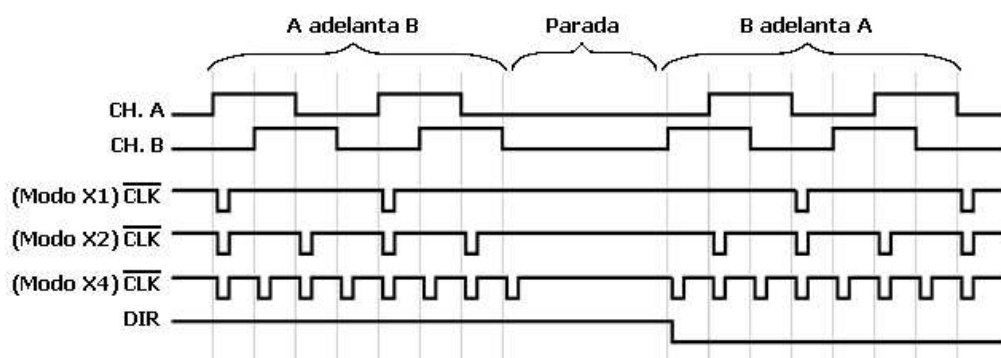 A adelanta B Parada B adelanta A
CH. A
CH. B
(Modo X1) CLK
(Modo X2) CLK
(Modo X4) CLK
DIR